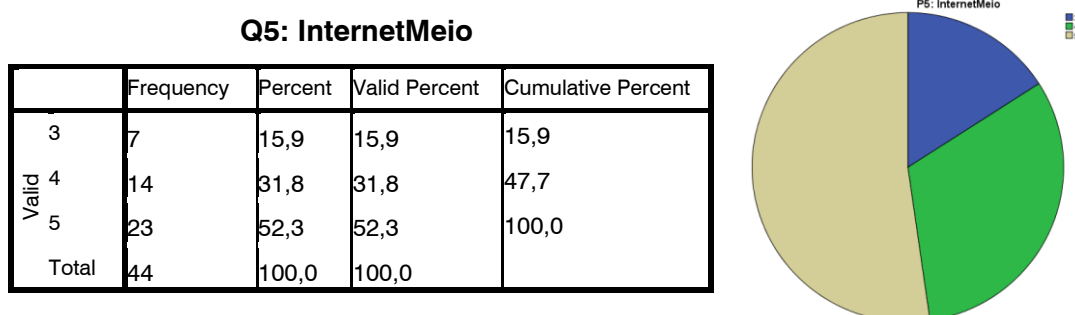 Q5: InternetMeio
Frequency Percent Valid Percent Cumulative Percent
Valid
3 7 15,9 15,9 15,9
4 14 31,8 31,8 47,7
5 23 52,3 52,3 100,0
Total 44 100,0 100,0
P5: InternetMeio